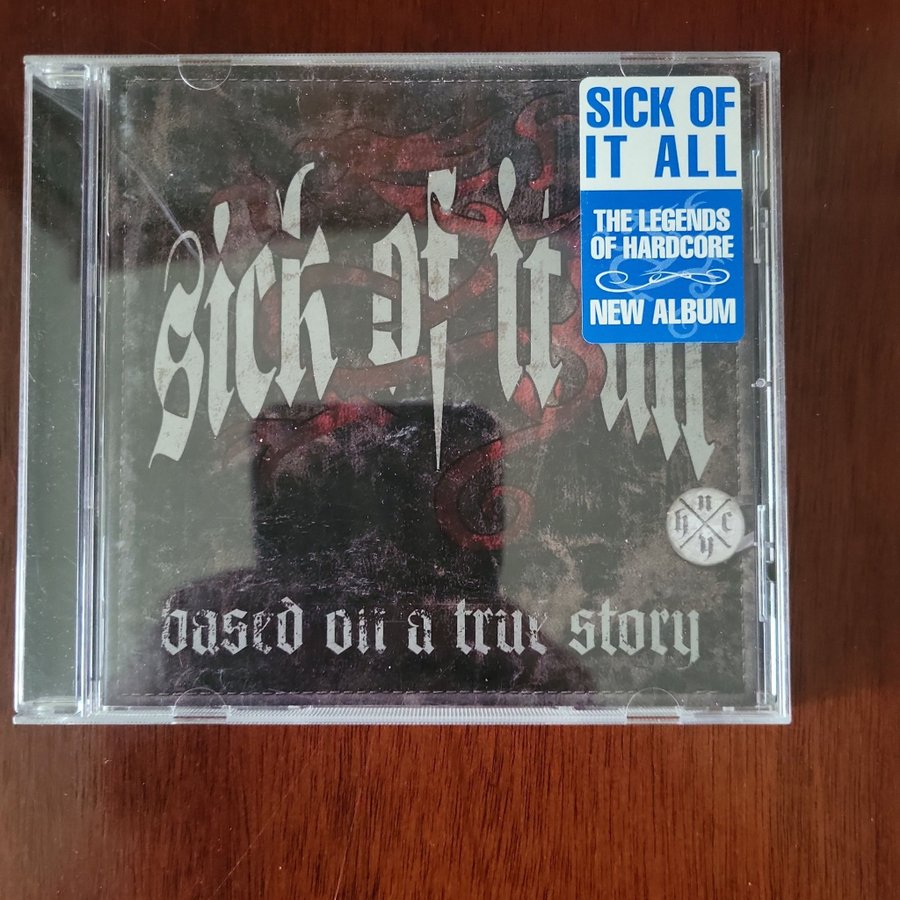 SICK OF
IT ALL
THE LEGENDS
OF HARDCORE
NEW ALBUM
sick of it all
n
h c
y
based on a true story